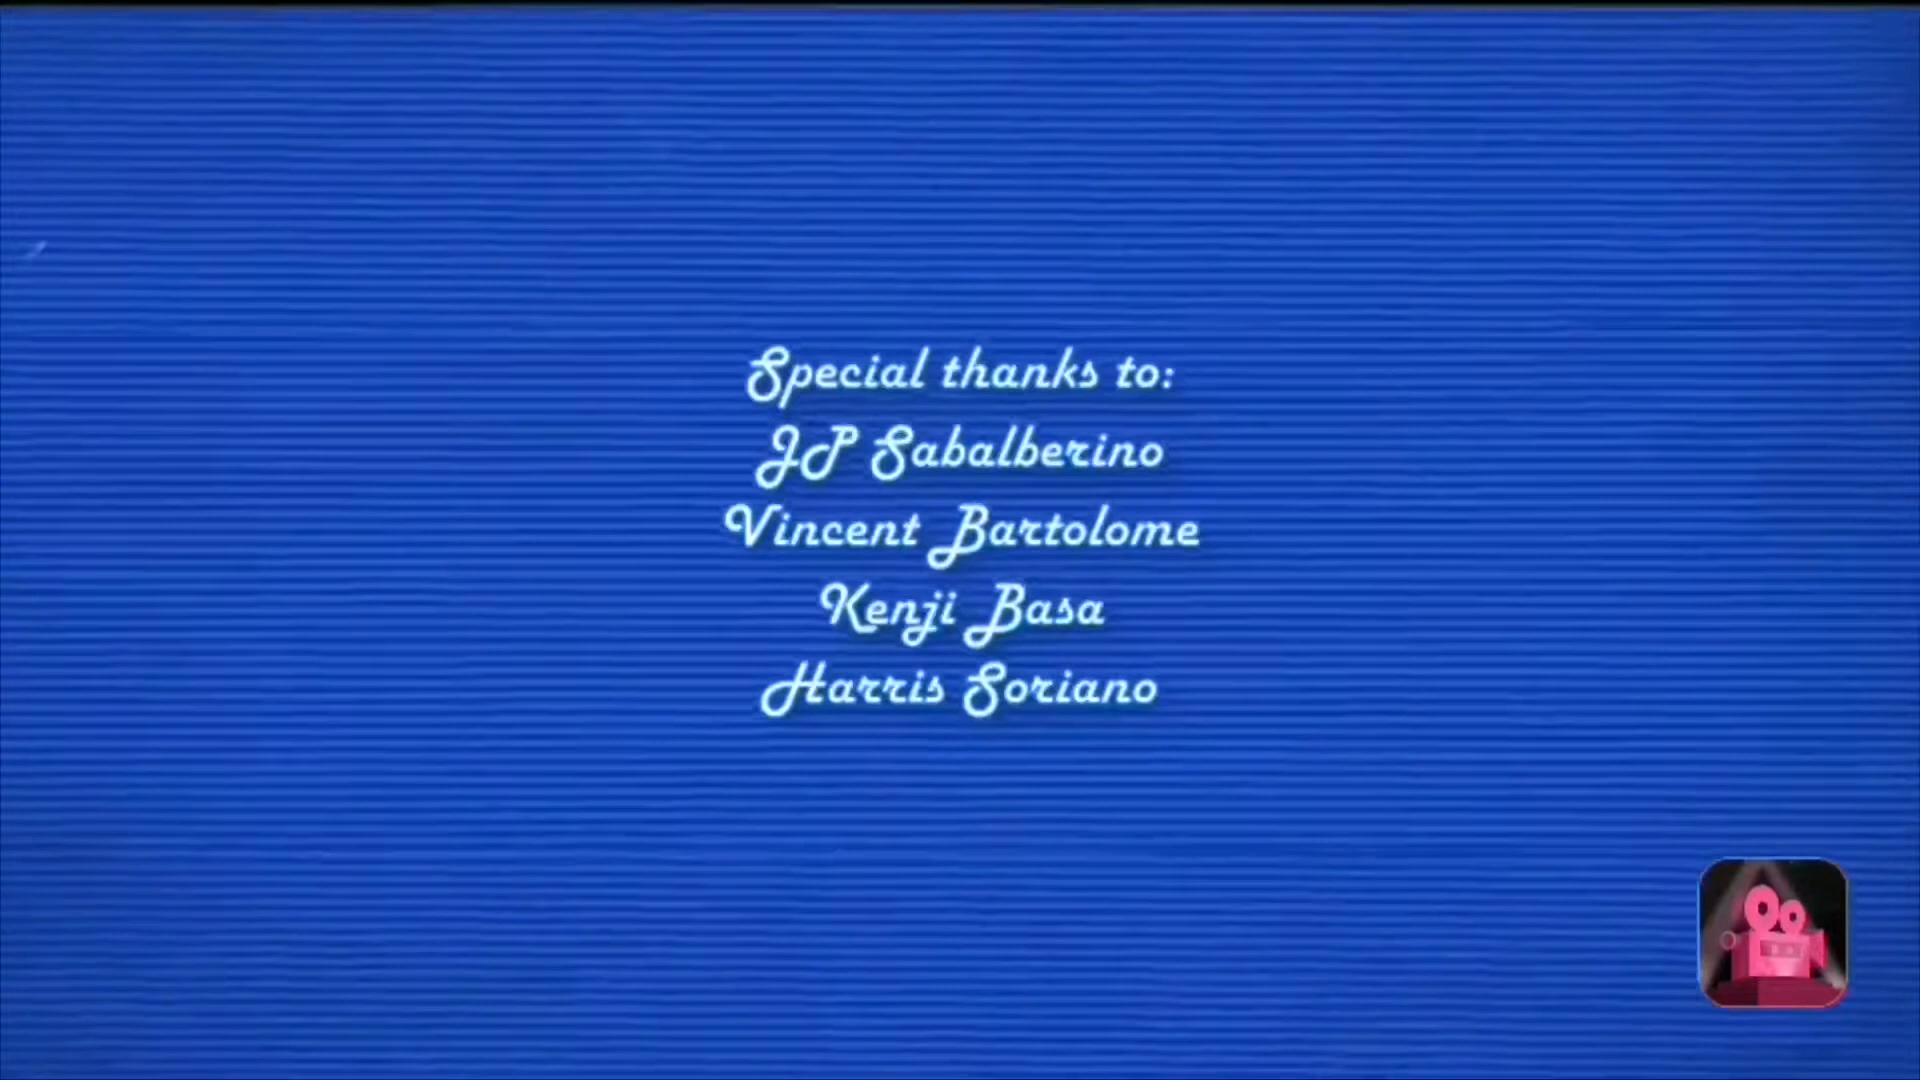 Special thanks to:
JP Sabalberino
Vincent Bartolome
Kenji Basa
Harris Soriano